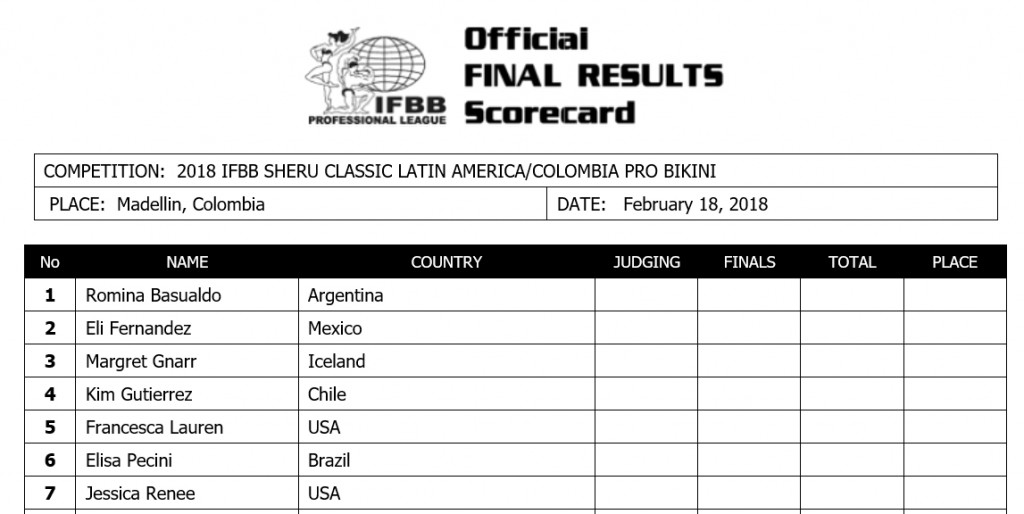 Official
FINAL RESULTS
Scorecard
IFBB
PROFESSIONAL LEAGUE
COMPETITION: 2018 IFBB SHERU CLASSIC LATIN AMERICA/COLOMBIA PRO BIKINI
PLACE: Madellin, Colombia DATE: February 18, 2018
No NAME COUNTRY JUDGING FINALS TOTAL PLACE
1 Romina Basualdo Argentina
2 Eli Fernandez Mexico
3 Margret Gnarr Iceland
4 Kim Gutierrez Chile
5 Francesca Lauren USA
6 Elisa Pecini Brazil
7 Jessica Renee USA